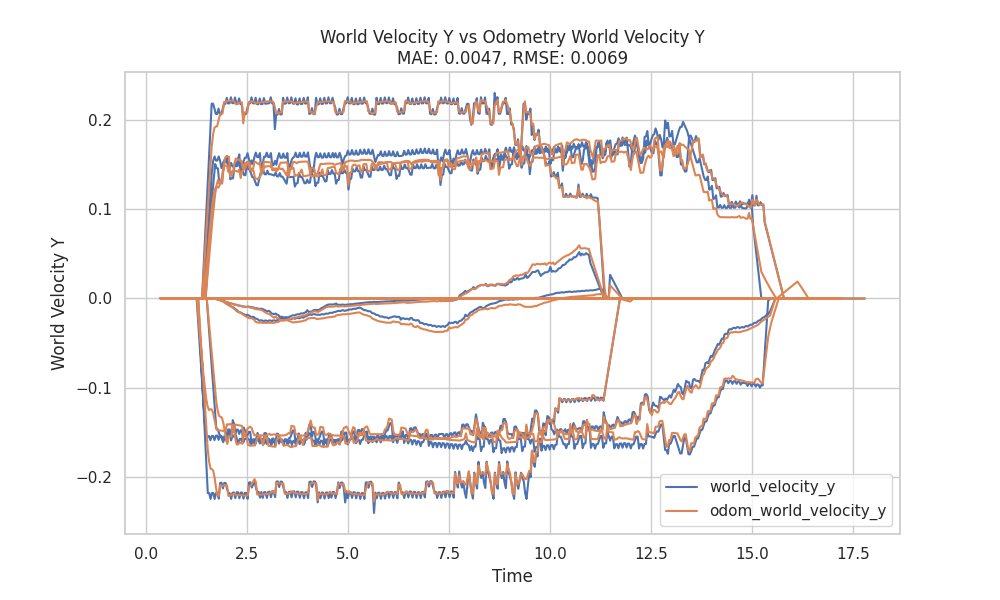 World Velocity Y vs Odometry World Velocity Y
MAE: 0.0047, RMSE: 0.0069
World Velocity Y
0.2
0.1
0.0
−0.1
−0.2
world_velocity_y
odom_world_velocity_y
0.0 2.5 5.0 7.5 10.0 12.5 15.0 17.5
Time